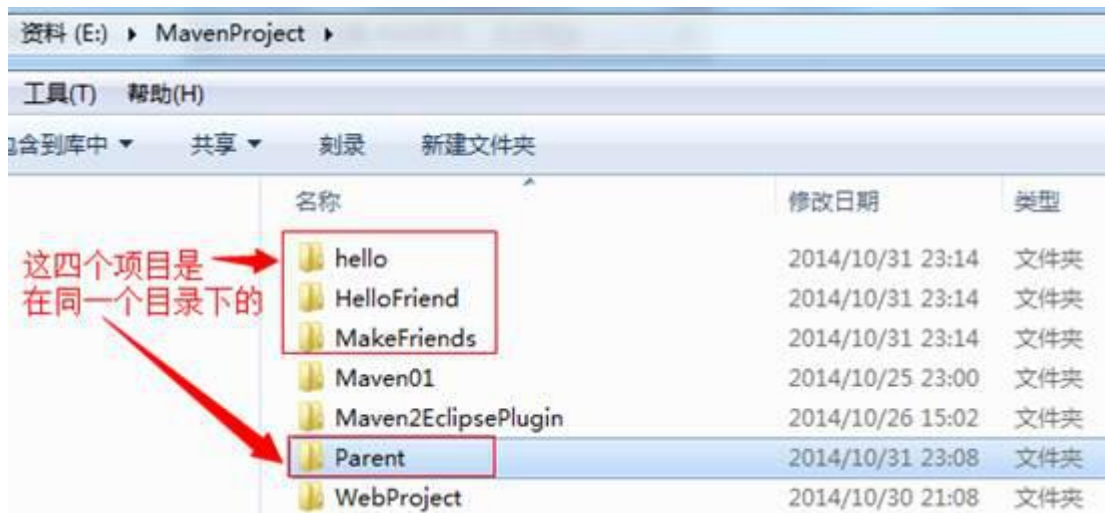 资料 (E:) ▸ MavenProject ▸
工具(T) 帮助(H)
包含到库中 ▾ 共享 ▾ 刻录 新建文件夹
名称 修改日期 类型
hello 2014/10/31 23:14 文件夹
这四个项目是
在同一个目录下的
HelloFriend 2014/10/31 23:14 文件夹
MakeFriends 2014/10/31 23:14 文件夹
Maven01 2014/10/25 23:00 文件夹
Maven2EclipsePlugin 2014/10/26 15:02 文件夹
Parent 2014/10/31 23:08 文件夹
WebProject 2014/10/30 21:08 文件夹